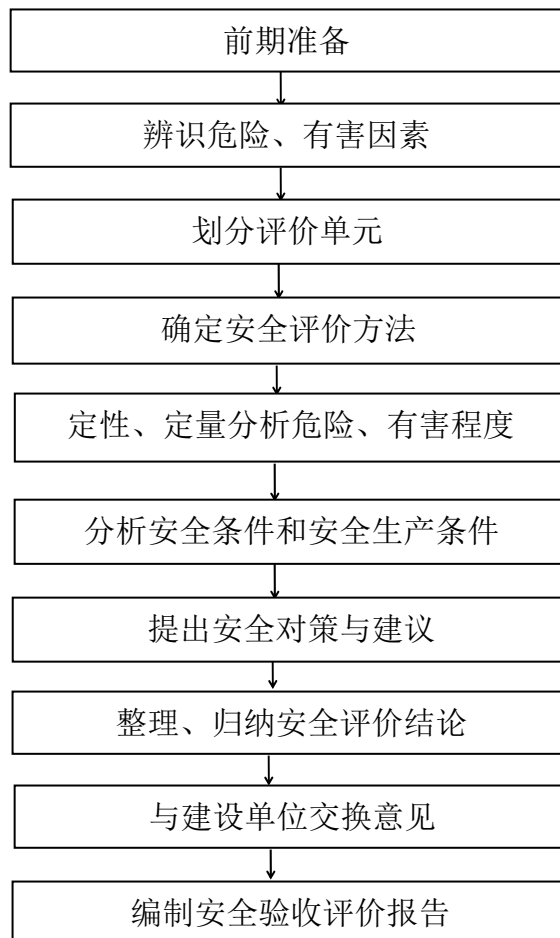 前期准备
辨识危险、有害因素
划分评价单元
确定安全评价方法
定性、定量分析危险、有害程度
分析安全条件和安全生产条件
提出安全对策与建议
整理、归纳安全评价结论
与建设单位交换意见
编制安全验收评价报告